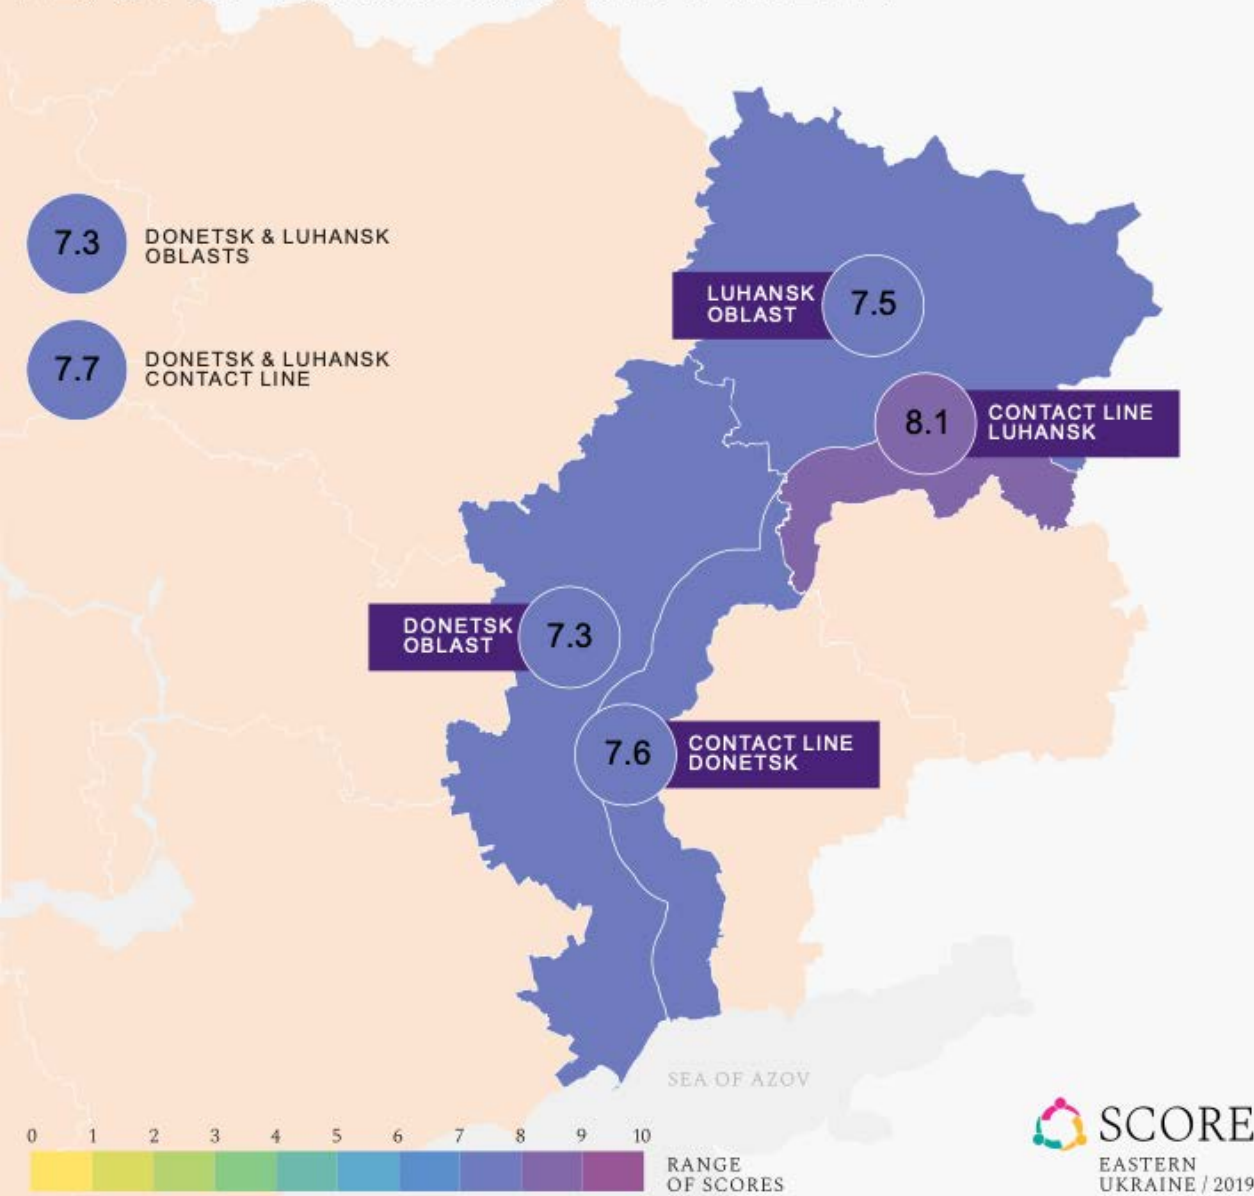 7.3
DONETSK & LUHANSK
OBLASTS
7.7
DONETSK & LUHANSK
CONTACT LINE
LUHANSK
OBLAST
7.5
8.1
CONTACT LINE
LUHANSK
DONETSK
OBLAST
7.3
7.6
CONTACT LINE
DONETSK
SEA OF AZOV
0 1 2 3 4 5 6 7 8 9 10
RANGE
OF SCORES
SCORE
EASTERN
UKRAINE / 2019